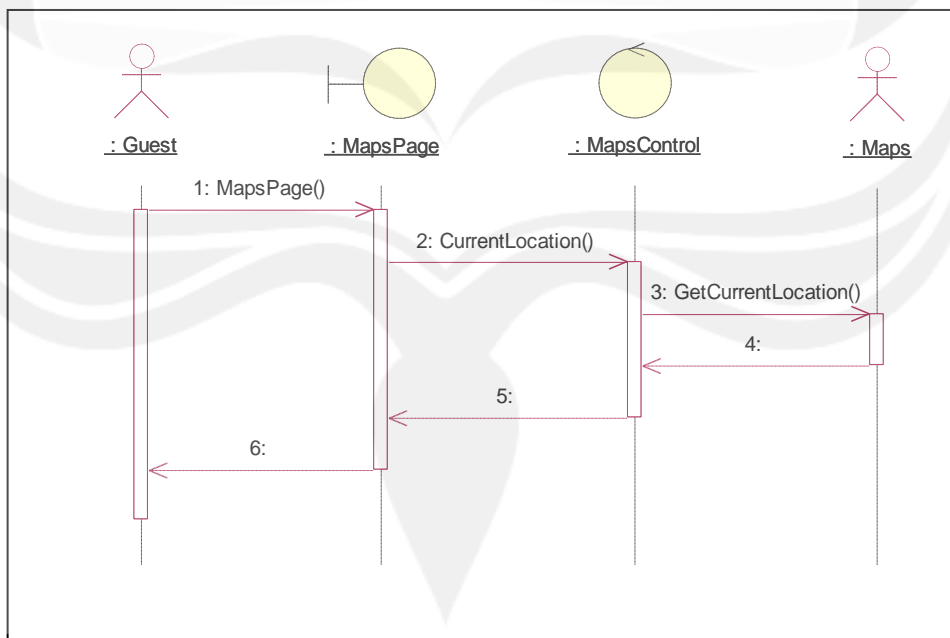 : Guest
: MapsPage
: MapsControl
: Maps
1: MapsPage()
2: CurrentLocation()
3: GetCurrentLocation()
4:
5:
6: